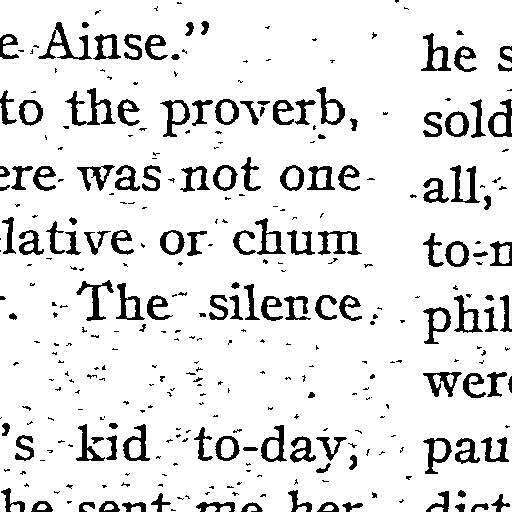 e Ainse.”
to the proverb,
ere was not one
lative or chum
r. The silence
’s kid to-day,
he sent me her
he s
sold
all,
to-n
phil
were
pau
dist